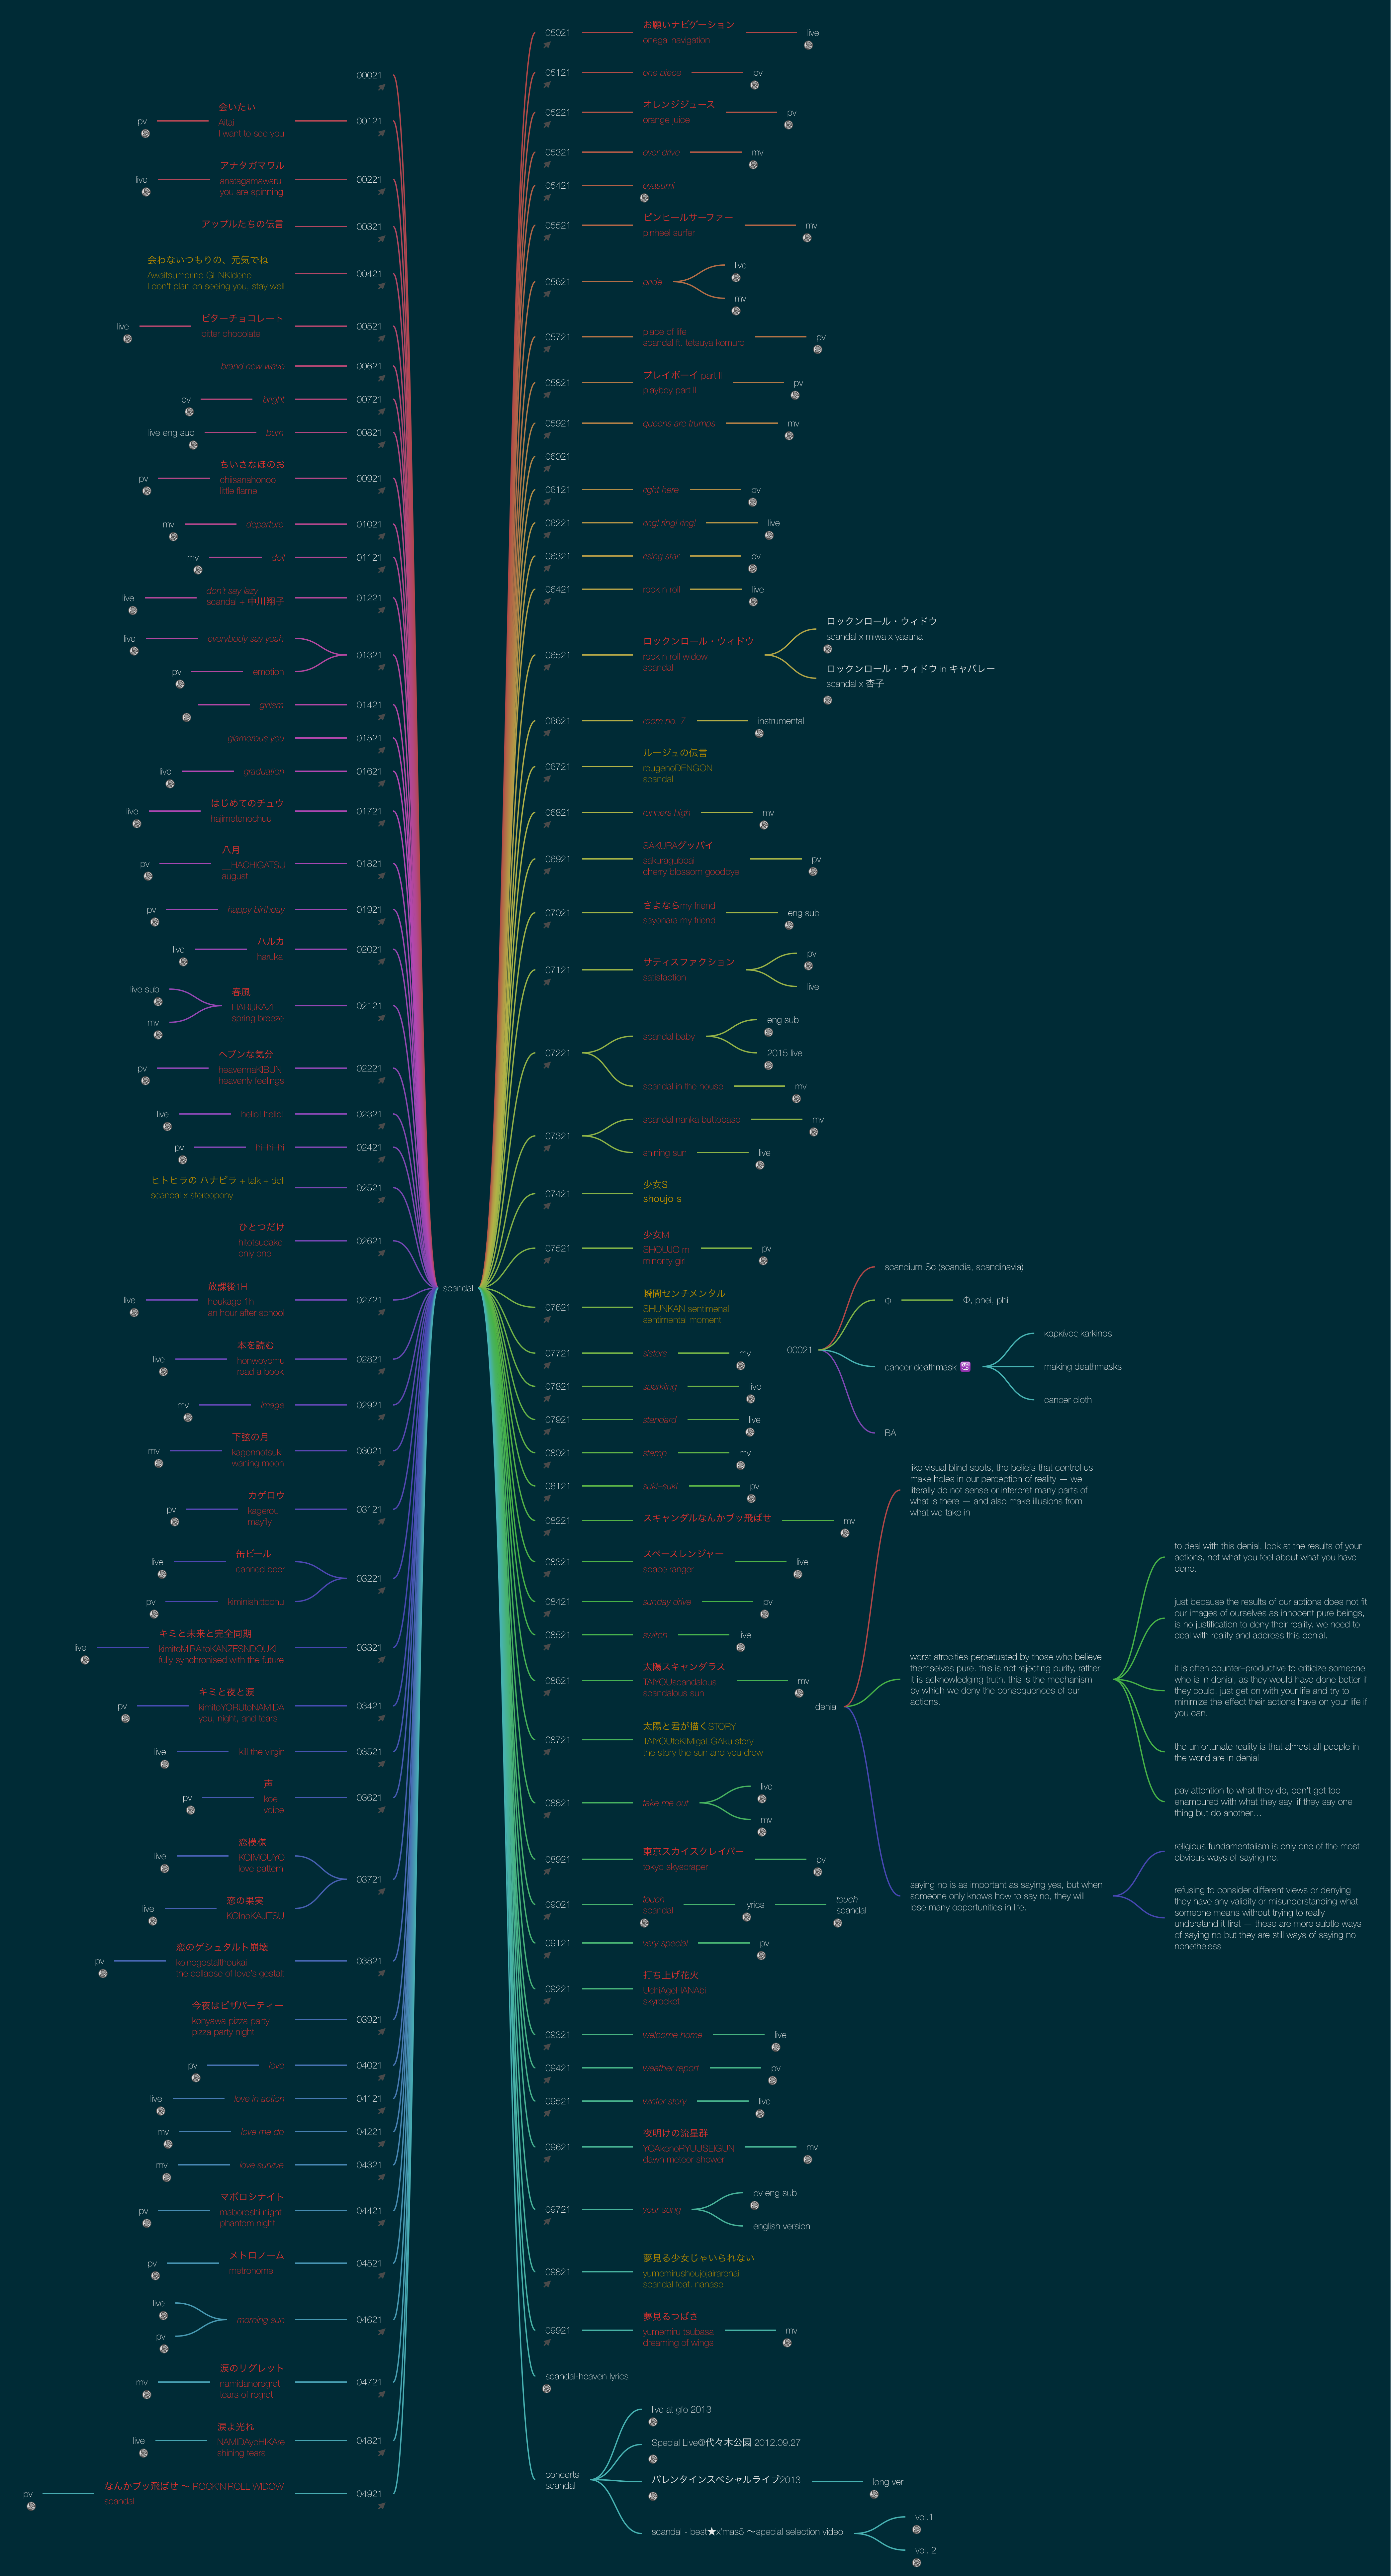 scandal
00021
会いたい
Aitai
I want to see you
00121
pv
アナタガマワル
anatagamawaru
you are spinning
00221
live
アップルたちの伝言
00321
会わないつもりの、元気でね
Awaitsumorino GENKIdene
I don't plan on seeing you, stay well
00421
ビターチョコレート
bitter chocolate
00521
live
brand new wave
00621
bright
00721
pv
burn
00821
live eng sub
ちいさなほのお
chiisanahonoo
little flame
00921
pv
departure
01021
mv
doll
01121
mv
don't say lazy
scandal + 中川翔子
01221
live
everybody say yeah
live
01321
emotion
pv
girlism
01421
glamorous you
01521
graduation
01621
live
はじめてのチュウ
hajimetenochuu
01721
live
八月
__HACHIGATSU
august
01821
pv
happy birthday
01921
pv
ハルカ
haruka
02021
live
live sub
春風
HARUKAZE
spring breeze
02121
mv
ヘブンな気分
heavennaKIBUN
heavenly feelings
02221
pv
hello! hello!
02321
live
hi-hi-hi
02421
pv
ヒトヒラの ハナビラ + talk + doll
scandal x stereopony
02521
ひとつだけ
hitotsudake
only one
02621
放課後1H
houkago 1h
an hour after school
02721
live
本を読む
honwoyomu
read a book
02821
live
image
02921
mv
下弦の月
kagennotsuki
waning moon
03021
mv
カゲロウ
kagerou
mayfly
03121
pv
缶ビール
canned beer
live
03221
kiminishittochu
pv
キミと未来と完全同期
kimitoMIRAItoKANZESNDOUKI
fully synchronised with the future
03321
live
キミと夜と涙
kimitoYORUtoNAMIDA
you, night, and tears
03421
pv
kill the virgin
03521
live
声
koe
voice
03621
pv
恋模様
KOIMOUYO
love pattern
live
03721
恋の果実
KOInoKAJITSU
live
恋のゲシュタルト崩壊
koinogestalthoukai
the collapse of love's gestalt
03821
pv
今夜はピザパーティー
konyawa pizza party
pizza party night
03921
love
04021
pv
love in action
04121
live
love me do
04221
mv
love survive
04321
mv
マボロシナイト
maboroshi night
phantom night
04421
pv
メトロノーム
metronome
04521
pv
live
morning sun
04621
pv
涙のリグレット
namidanoregret
tears of regret
04721
mv
涙よ光れ
NAMIDAyoHIKAre
shining tears
04821
live
なんかブッ飛ばせ 〜 ROCK'N'ROLL WIDOW
scandal
04921
pv
05021
お願いナビゲーション
onegai navigation
live
05121
one piece
pv
05221
オレンジジュース
orange juice
pv
05321
over drive
mv
05421
oyasumi
05521
ピンヒールサーファー
pinheel surfer
mv
05621
pride
live
mv
05721
place of life
scandal ft. tetsuya komuro
pv
05821
プレイボーイ part II
playboy part II
pv
05921
queens are trumps
mv
06021
06121
right here
pv
06221
ring! ring! ring!
live
06321
rising star
pv
06421
rock n roll
live
06521
ロックンロール・ウィドウ
rock n roll widow
scandal
ロックンロール・ウィドウ
scandal x miwa x yasuha
ロックンロール・ウィドウ in キャバレー
scandal x 杏子
06621
room no. 7
instrumental
06721
ルージュの伝言
rougenoDENGON
scandal
06821
runners high
mv
06921
SAKURAグッバイ
sakuragubbai
cherry blossom goodbye
pv
07021
さよならmy friend
sayonara my friend
eng sub
07121
サティスファクション
satisfaction
pv
live
07221
scandal baby
eng sub
2015 live
scandal in the house
mv
07321
scandal nanka buttobase
mv
shining sun
live
07421
少女S
shoujo s
07521
少女M
SHOUJO m
minority girl
pv
07621
瞬間センチメンタル
SHUNKAN sentimenal
sentimental moment
07721
sisters
mv
07821
sparkling
live
07921
standard
live
08021
stamp
mv
08121
suki-suki
pv
08221
スキャンダルなんかブッ飛ばせ
mv
08321
スペースレンジャー
space ranger
live
08421
sunday drive
pv
08521
switch
live
08621
太陽スキャンダラス
TAIYOUscandalous
scandalous sun
mv
08721
太陽と君が描くSTORY
TAIYOUtoKIMIgaEGAku story
the story the sun and you drew
08821
take me out
live
mv
08921
東京スカイスクレイパー
tokyo skyscraper
pv
09021
touch
scandal
lyrics
touch
scandal
09121
very special
pv
09221
打ち上げ花火
UchiAgeHANAbi
skyrocket
09321
welcome home
live
09421
weather report
pv
09521
winter story
live
09621
夜明けの流星群
YOAkenoRYUUSEIGUN
dawn meteor shower
mv
09721
your song
pv eng sub
english version
09821
夢見る少女じゃいられない
yumemirushoujojairarenai
scandal feat. nanase
09921
夢見るつばさ
yumemiru tsubasa
dreaming of wings
mv
scandal-heaven lyrics
concerts
scandal
live at gfo 2013
Special Live@代々木公園 2012.09.27
バレンタインスペシャルライブ2013
long ver
scandal - best★x'mas5 〜special selection video
vol.1
vol. 2
00021
scandium Sc (scandia, scandinavia)
Φ
Φ, phei, phi
cancer deathmask ♋
καρκίνος karkinos
making deathmasks
cancer cloth
BA
denial
like visual blind spots, the beliefs that control us
make holes in our perception of reality — we
literally do not sense or interpret many parts of
what is there — and also make illusions from
what we take in
worst atrocities perpetuated by those who believe
themselves pure. this is not rejecting purity, rather
it is acknowledging truth. this is the mechanism
by which we deny the consequences of our
actions.
to deal with this denial, look at the results of your
actions, not what you feel about what you have
done.
just because the results of our actions does not fit
our images of ourselves as innocent pure beings,
is no justification to deny their reality. we need to
deal with reality and address this denial.
it is often counter-productive to criticize someone
who is in denial, as they would have done better if
they could. just get on with your life and try to
minimize the effect their actions have on your life if
you can.
the unfortunate reality is that almost all people in
the world are in denial
pay attention to what they do, don't get too
enamoured with what they say. if they say one
thing but do another…
saying no is as important as saying yes, but when
someone only knows how to say no, they will
lose many opportunities in life.
religious fundamentalism is only one of the most
obvious ways of saying no.
refusing to consider different views or denying
they have any validity or misunderstanding what
someone means without trying to really
understand it first — these are more subtle ways
of saying no but they are still ways of saying no
nonetheless